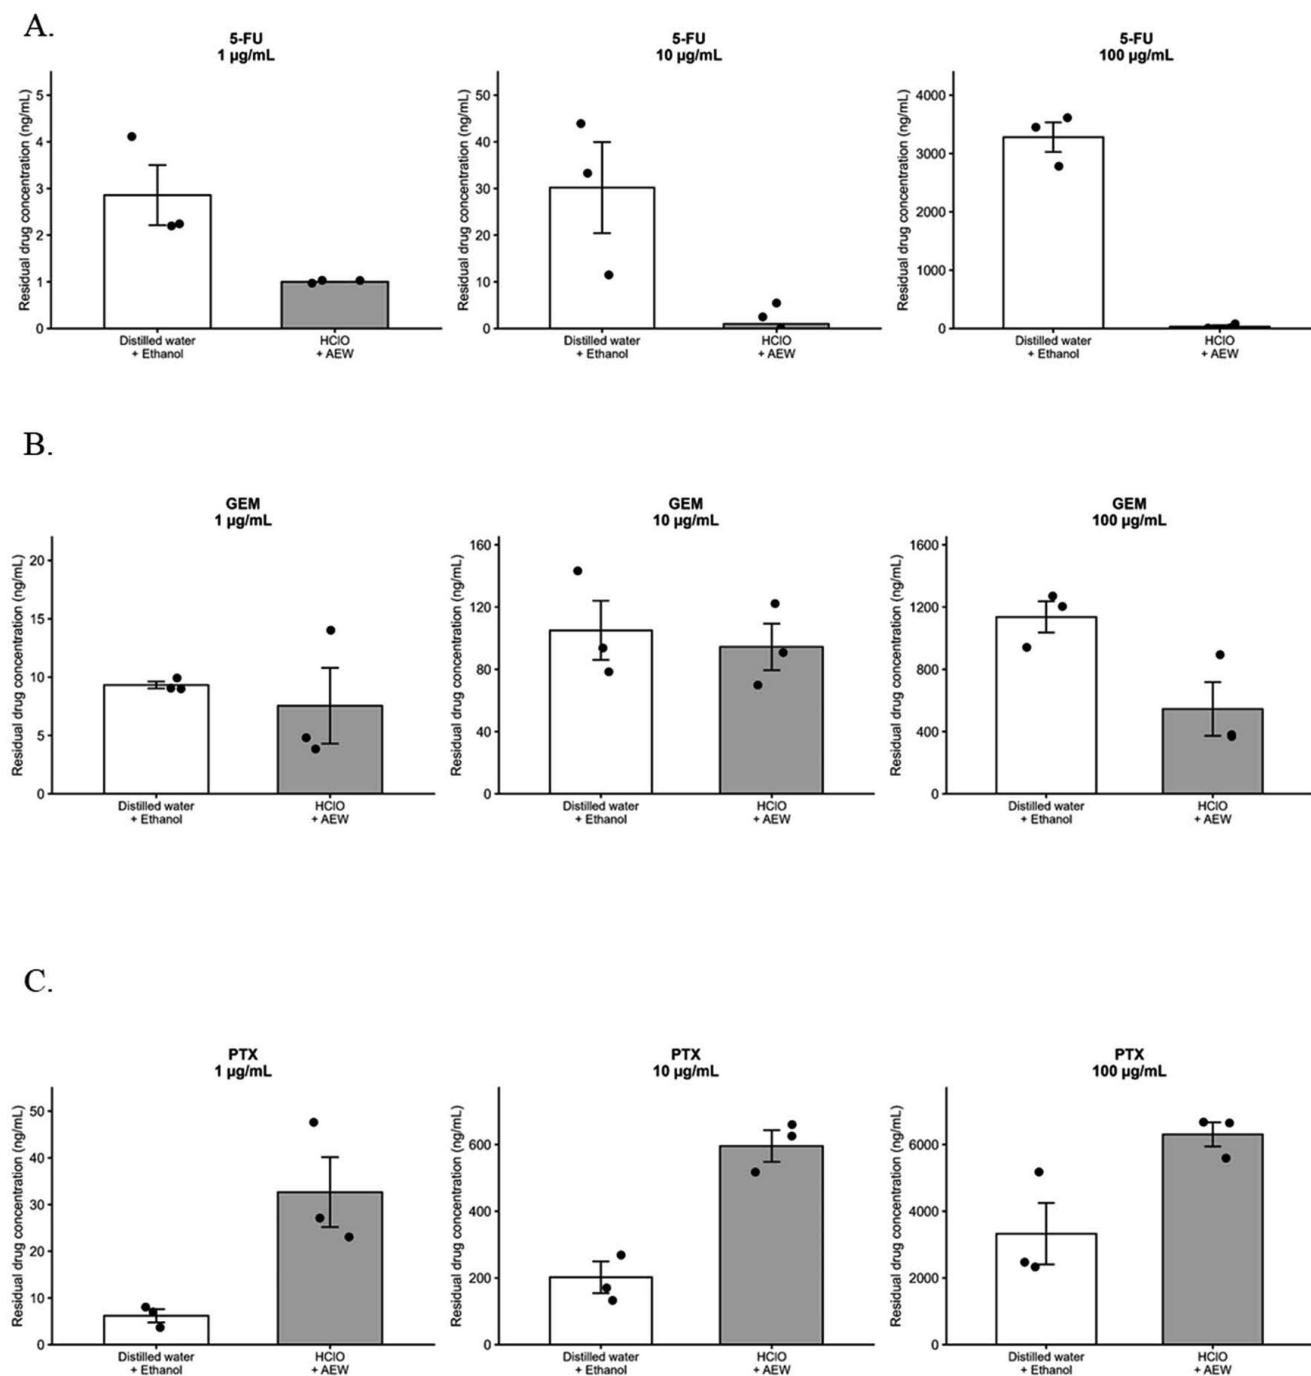 A.
5-FU
1 µg/mL
Residual drug concentration (ng/mL)
5
4
3
2
1
0
Distilled water
+ Ethanol
HClO
+ AEW
5-FU
10 µg/mL
Residual drug concentration (ng/mL)
50
40
30
20
10
0
Distilled water
+ Ethanol
HClO
+ AEW
5-FU
100 µg/mL
Residual drug concentration (ng/mL)
4000
3000
2000
1000
0
Distilled water
+ Ethanol
HClO
+ AEW
B.
GEM
1 µg/mL
Residual drug concentration (ng/mL)
20
15
10
5
0
Distilled water
+ Ethanol
HClO
+ AEW
GEM
10 µg/mL
Residual drug concentration (ng/mL)
160
120
80
40
0
Distilled water
+ Ethanol
HClO
+ AEW
GEM
100 µg/mL
Residual drug concentration (ng/mL)
1600
1200
800
400
0
Distilled water
+ Ethanol
HClO
+ AEW
C.
PTX
1 µg/mL
Residual drug concentration (ng/mL)
50
40
30
20
10
0
Distilled water
+ Ethanol
HClO
+ AEW
PTX
10 µg/mL
Residual drug concentration (ng/mL)
600
400
200
0
Distilled water
+ Ethanol
HClO
+ AEW
PTX
100 µg/mL
Residual drug concentration (ng/mL)
6000
4000
2000
0
Distilled water
+ Ethanol
HClO
+ AEW